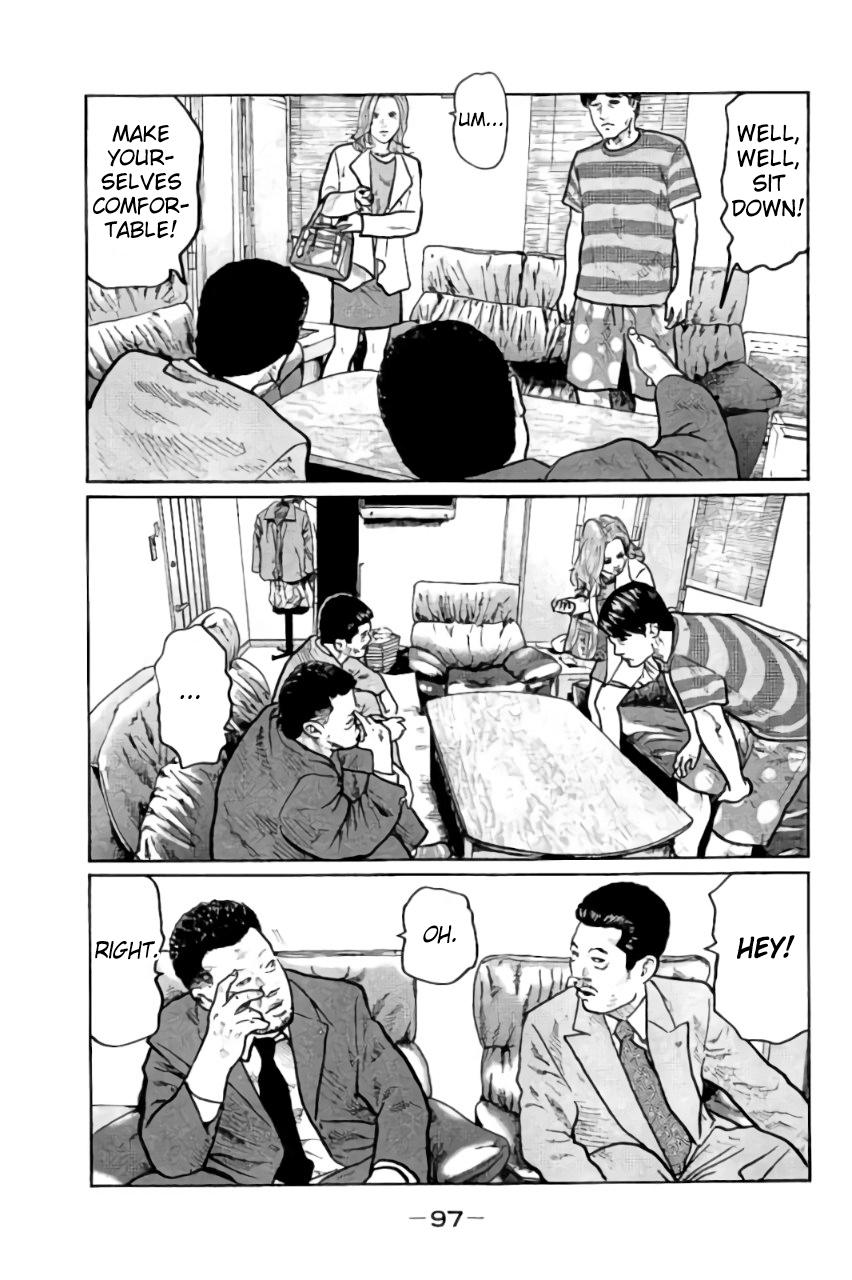 WELL,
WELL,
SIT
DOWN!
UM...
MAKE
YOUR-
SELVES
COMFOR-
TABLE!
...
HEY!
OH.
RIGHT.
-97-